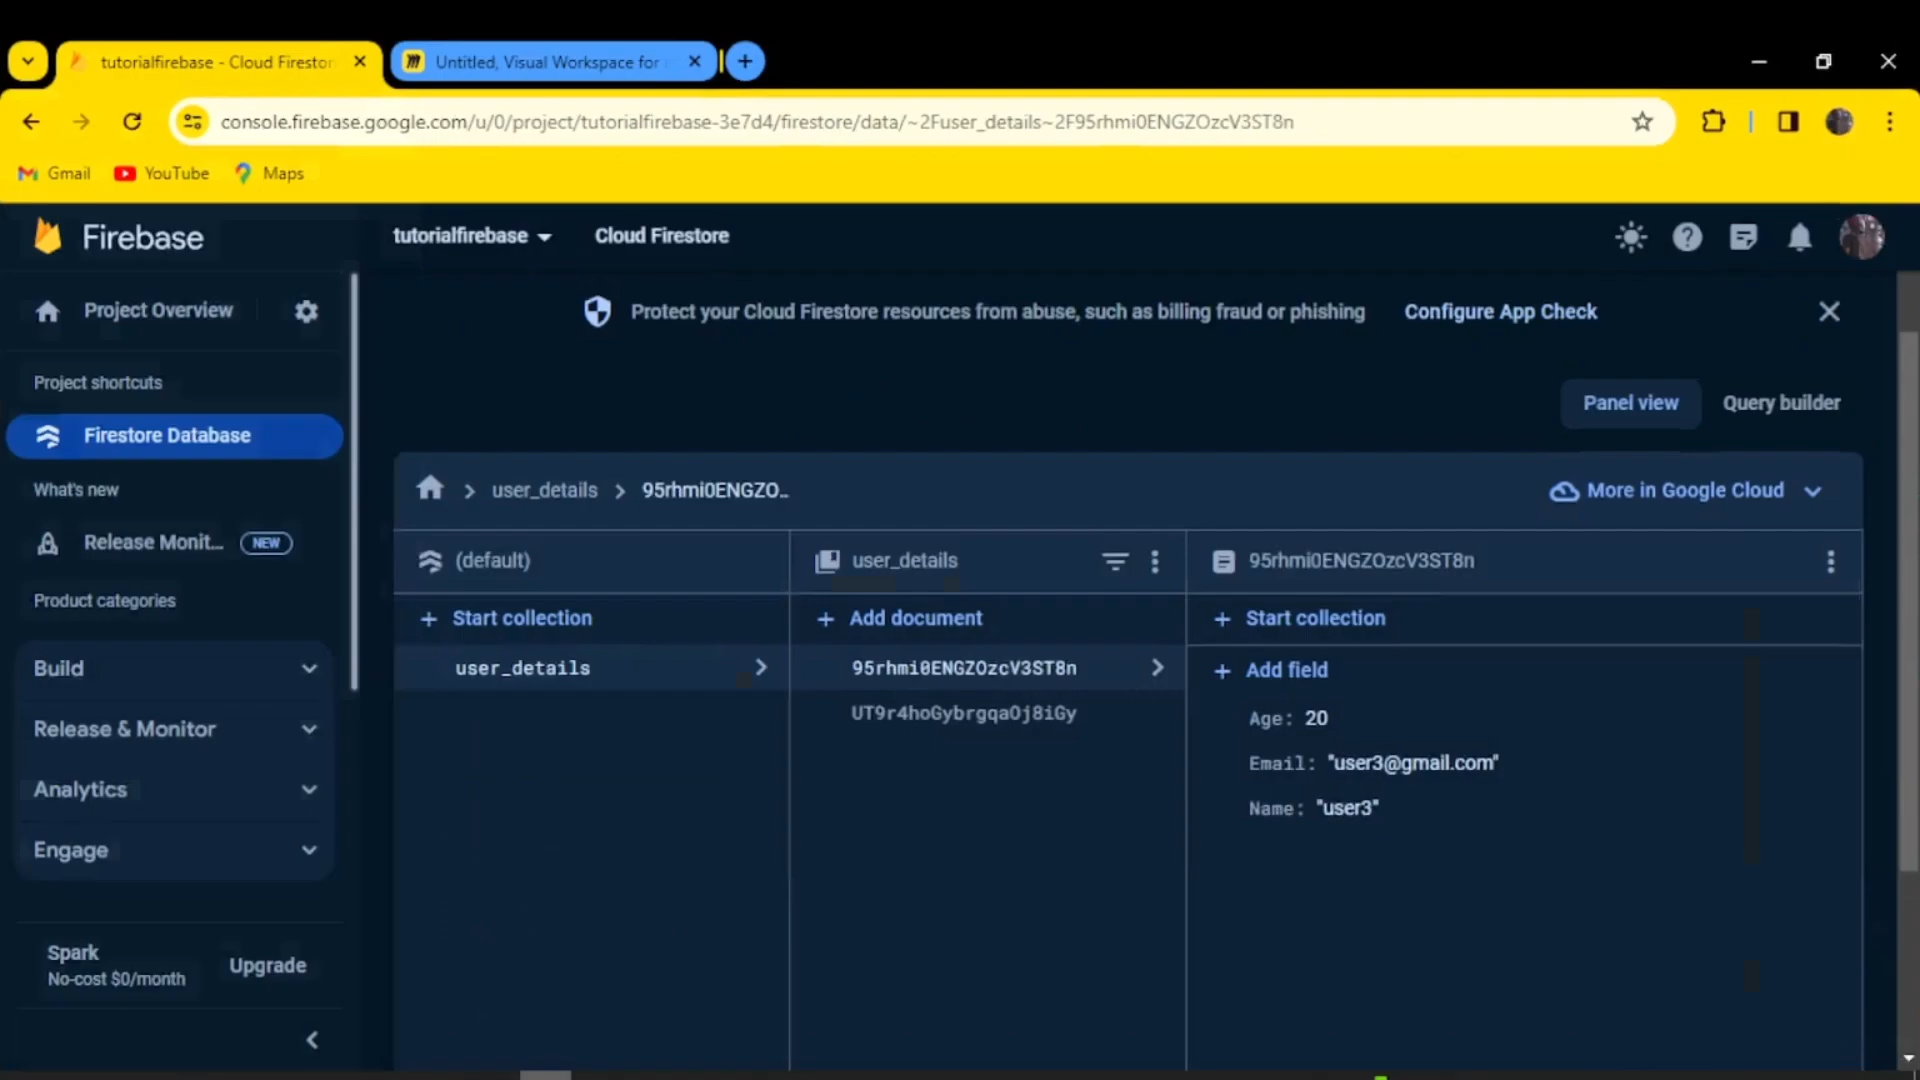 tutorialfirebase - Cloud Firestor
Untitled, Visual Workspace for
console.firebase.google.com/u/0/project/tutorialfirebase-3e7d4/firestore/data/~2Fuser_details~2F95rhmi0ENGZOzcV3ST8n
Gmail
YouTube
Maps
Firebase
tutorialfirebase
Cloud Firestore
Project Overview
Protect your Cloud Firestore resources from abuse, such as billing fraud or phishing
Configure App Check
Project shortcuts
Panel view
Query builder
Firestore Database
What's new
user_details
95rhmi0ENGZO...
More in Google Cloud
Release Monit...
NEW
(default)
user_details
95rhmi0ENGZOzcV3ST8n
Product categories
+ Start collection
+ Add document
+ Start collection
Build
user_details
95rhmi0ENGZOzcV3ST8n
+ Add field
UT9r4hoGybrgqaOj8iGy
Age: 20
Release & Monitor
Email: "user3@gmail.com"
Analytics
Name: "user3"
Engage
Spark
No-cost $0/month
Upgrade